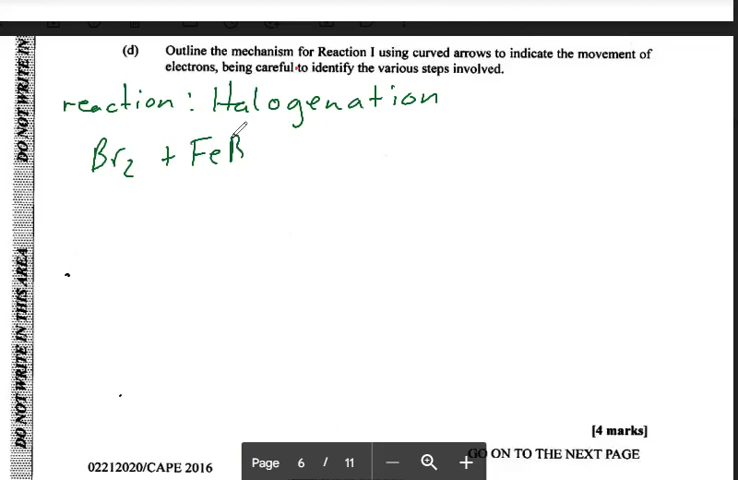 (d) Outline the mechanism for Reaction I using curved arrows to indicate the movement of
electrons, being careful to identify the various steps involved.
reaction: Halogenation
Br2 + FeB
[4 marks]
GO ON TO THE NEXT PAGE
02212020/CAPE 2016
Page 6 / 11
DO NOT WRITE IN
DO NOT WRITE IN THIS AREA